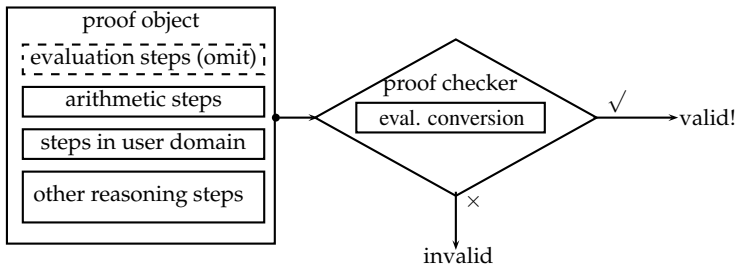 proof object
evaluation steps (omit)
arithmetic steps
steps in user domain
other reasoning steps
proof checker
eval. conversion
√
valid!
×
invalid